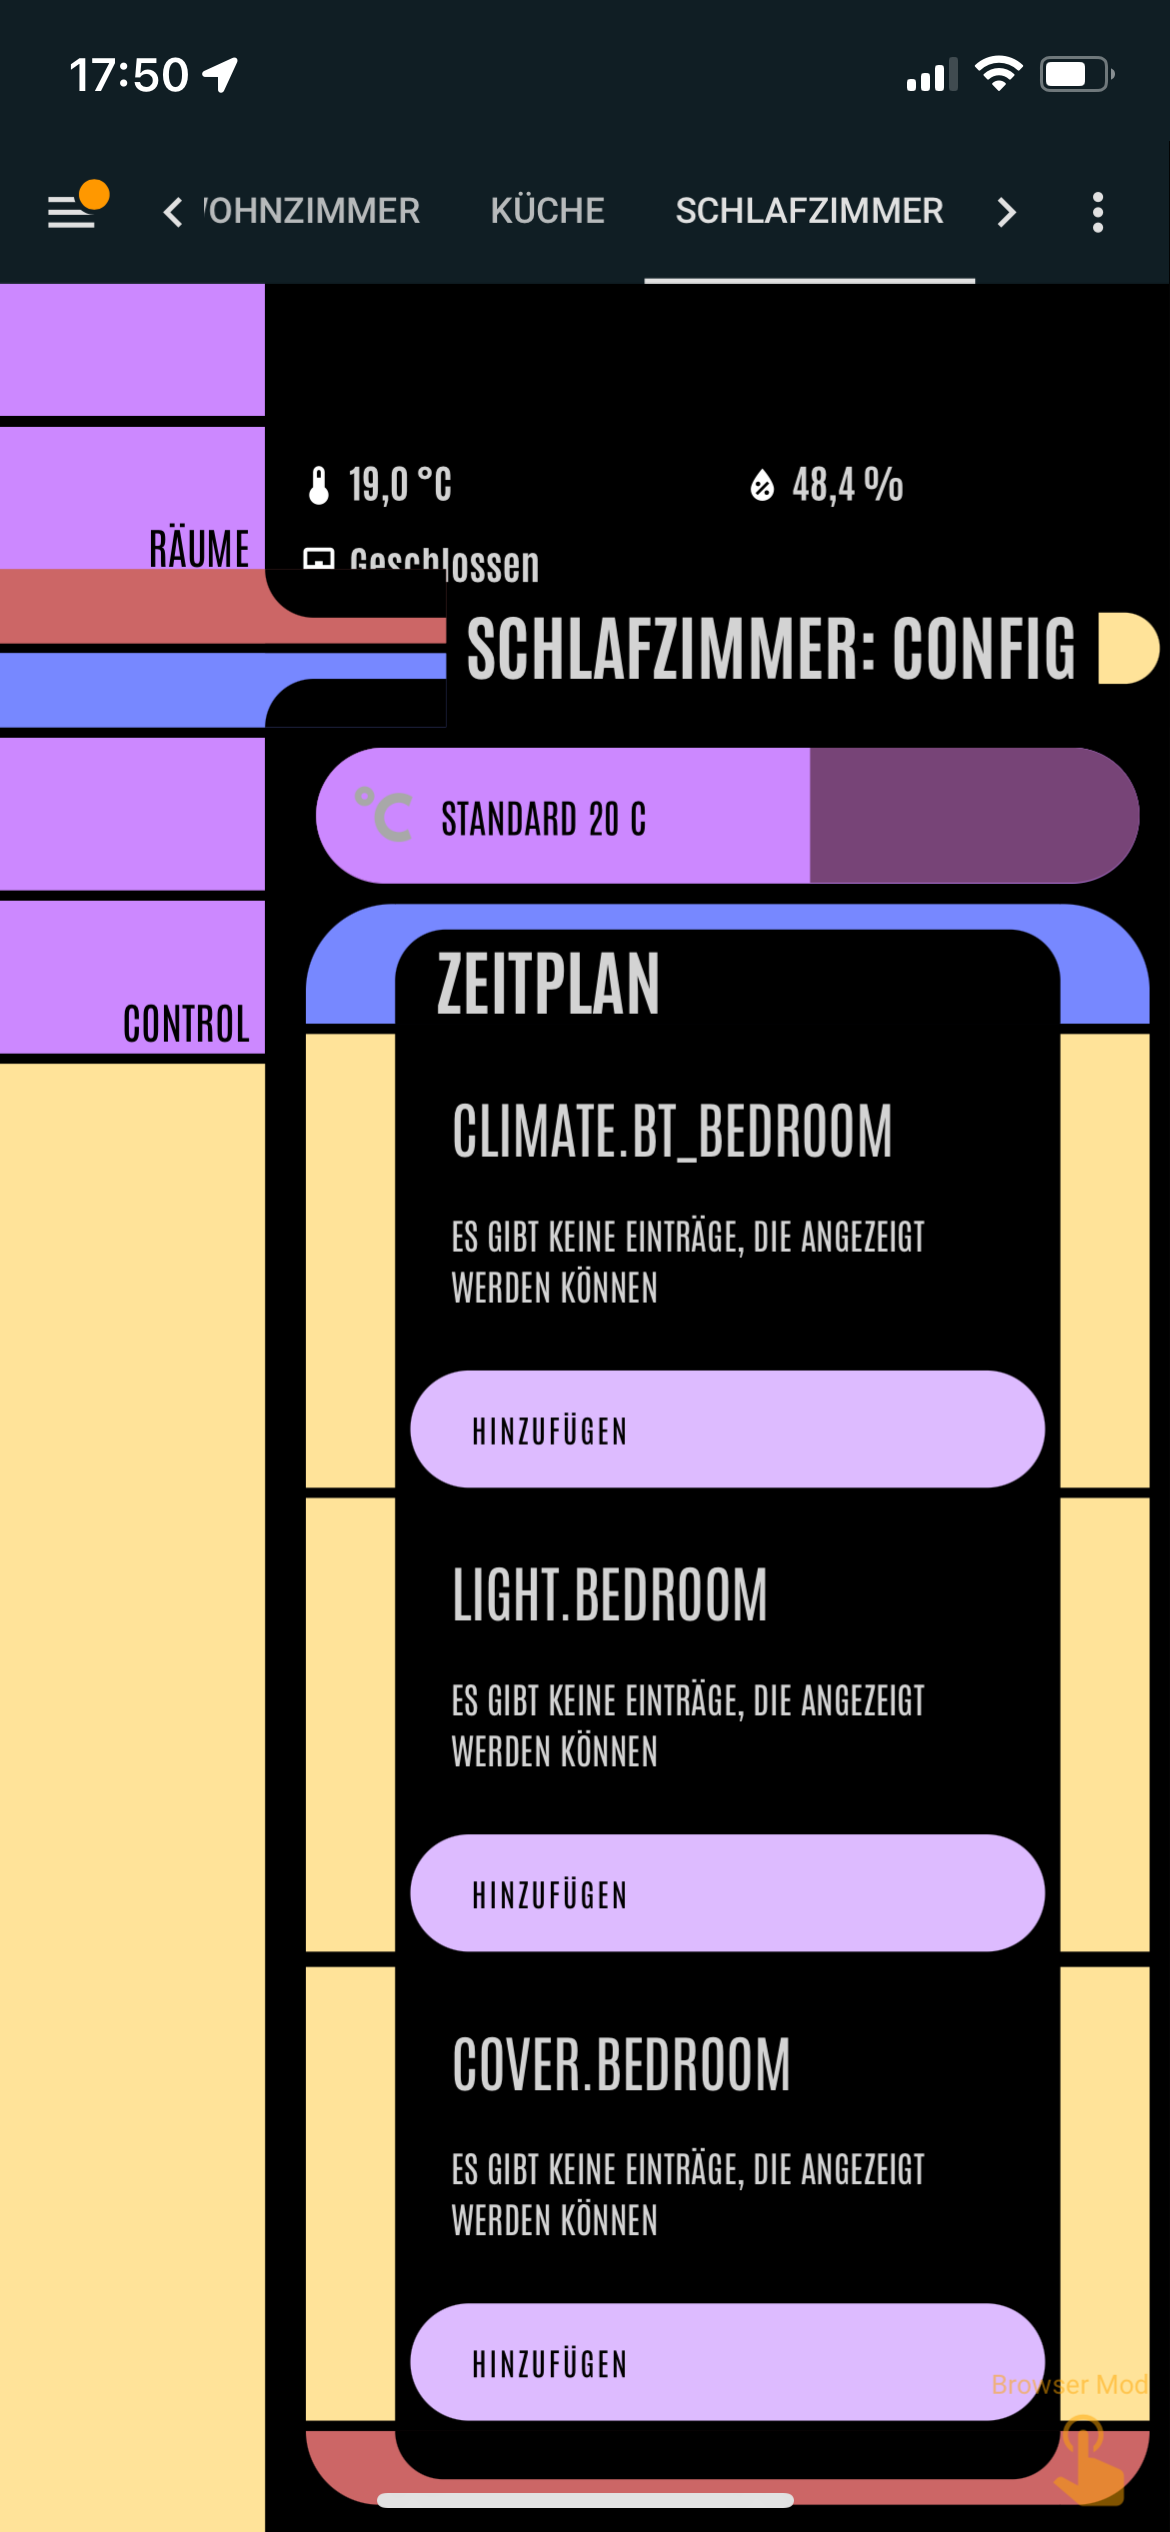 17:50
OHNZIMMER KÜCHE SCHLAFZIMMER
19,0 °C 48,4 %
RÄUME
Geschlossen
SCHLAFZIMMER: CONFIG
°C STANDARD 20 C
ZEITPLAN
CONTROL
CLIMATE.BT_BEDROOM
ES GIBT KEINE EINTRÄGE, DIE ANGEZEIGT
WERDEN KÖNNEN
HINZUFÜGEN
LIGHT.BEDROOM
ES GIBT KEINE EINTRÄGE, DIE ANGEZEIGT
WERDEN KÖNNEN
HINZUFÜGEN
COVER.BEDROOM
ES GIBT KEINE EINTRÄGE, DIE ANGEZEIGT
WERDEN KÖNNEN
HINZUFÜGEN
Browser Mod